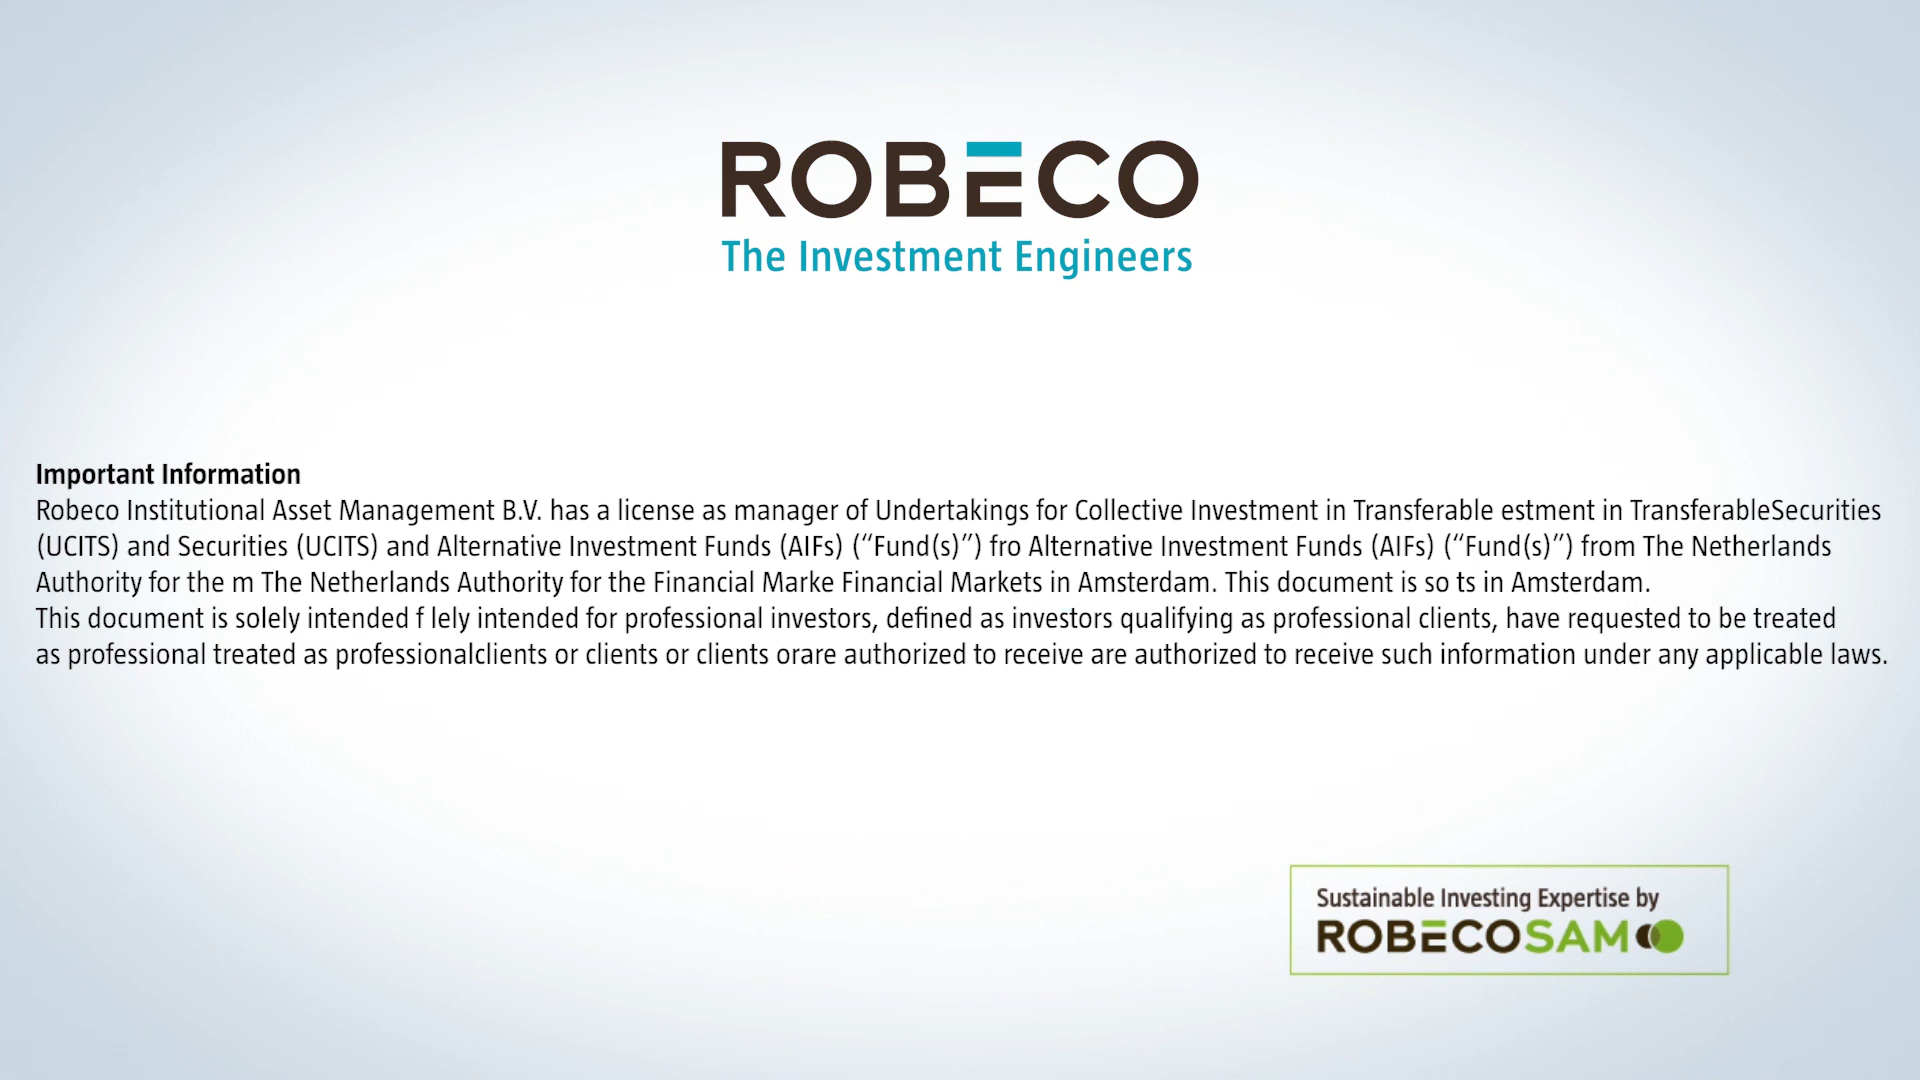 ROBECO
The Investment Engineers
Important Information
Robeco Institutional Asset Management B.V. has a license as manager of Undertakings for Collective Investment in Transferable estment in TransferableSecurities
(UCITS) and Securities (UCITS) and Alternative Investment Funds (AIFs) (“Fund(s)”) fro Alternative Investment Funds (AIFs) (“Fund(s)”) from The Netherlands
Authority for the m The Netherlands Authority for the Financial Marke Financial Markets in Amsterdam. This document is so ts in Amsterdam.
This document is solely intended f lely intended for professional investors, defined as investors qualifying as professional clients, have requested to be treated
as professional treated as professionalclients or clients or clients orare authorized to receive are authorized to receive such information under any applicable laws.
Sustainable Investing Expertise by
ROBECOSAM